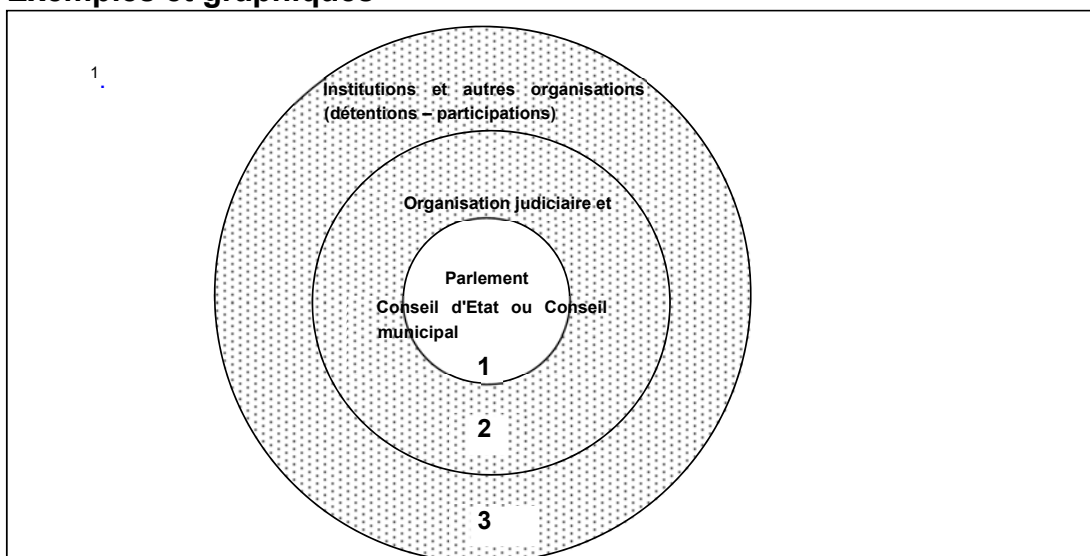 Exemples et graphiques
1.
Institutions et autres organisations
(détentions – participations)
Organisation judiciaire et
Parlement
Conseil d'Etat ou Conseil
municipal
1
2
3